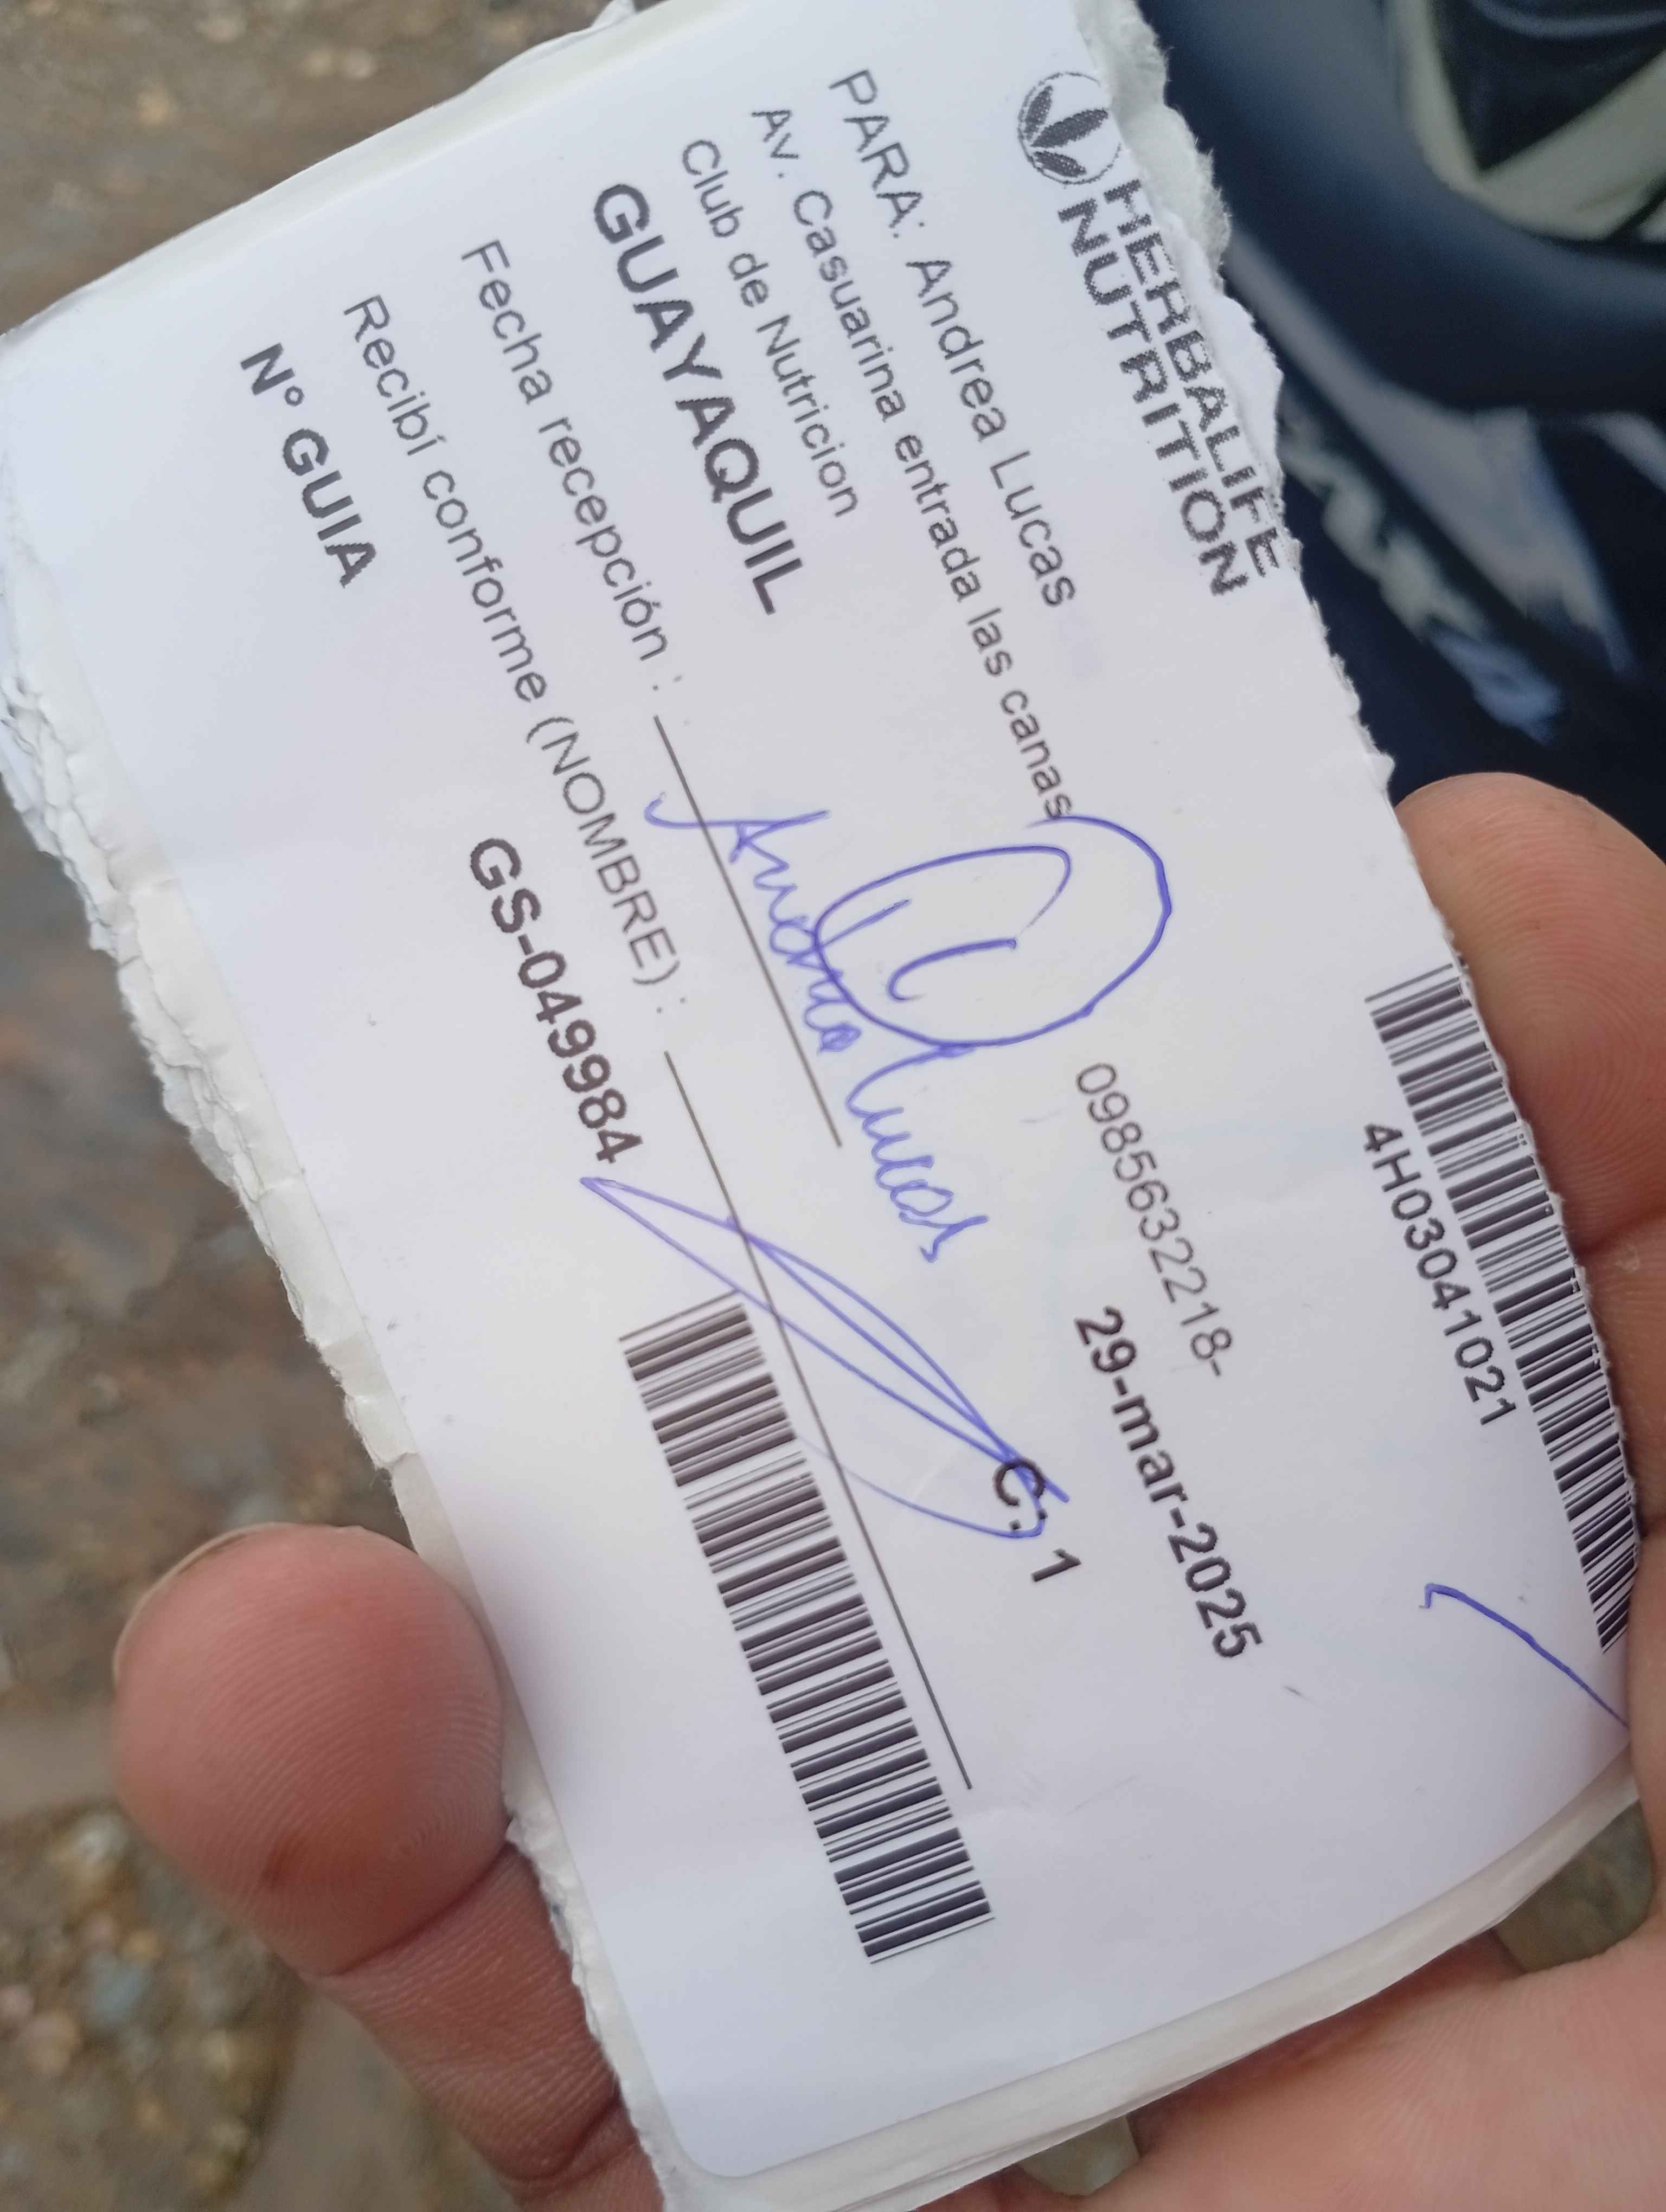 HERBALIFE
NUTRITION
4H03041021
PARA: Andrea Lucas
Av. Casuarina entrada las canas
Club de Nutricion
0985632218-
GUAYAQUIL
29-mar-2025
Fecha recepción :
Andrea Lucas
Recibí conforme (NOMBRE) :
C: 1
N° GUIA
GS-049984